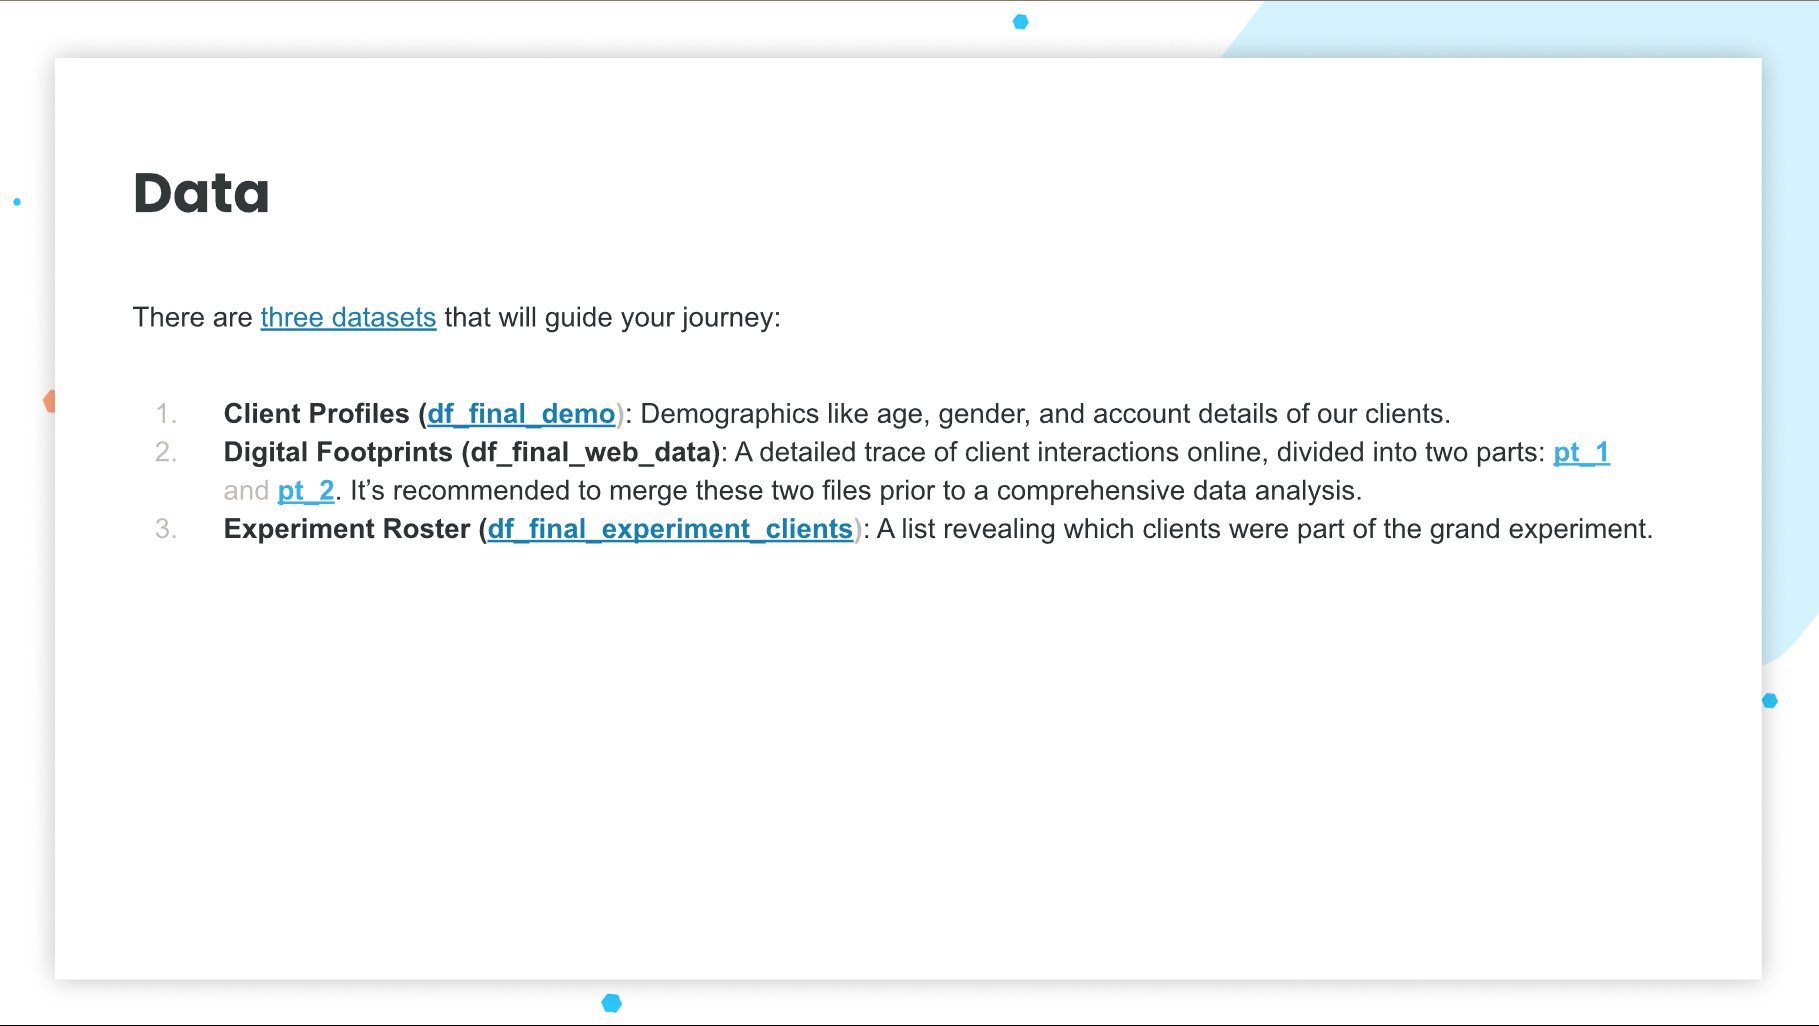 Data
There are three datasets that will guide your journey:
1. Client Profiles (df_final_demo): Demographics like age, gender, and account details of our clients.
2. Digital Footprints (df_final_web_data): A detailed trace of client interactions online, divided into two parts: pt_1
and pt_2. It’s recommended to merge these two files prior to a comprehensive data analysis.
3. Experiment Roster (df_final_experiment_clients): A list revealing which clients were part of the grand experiment.